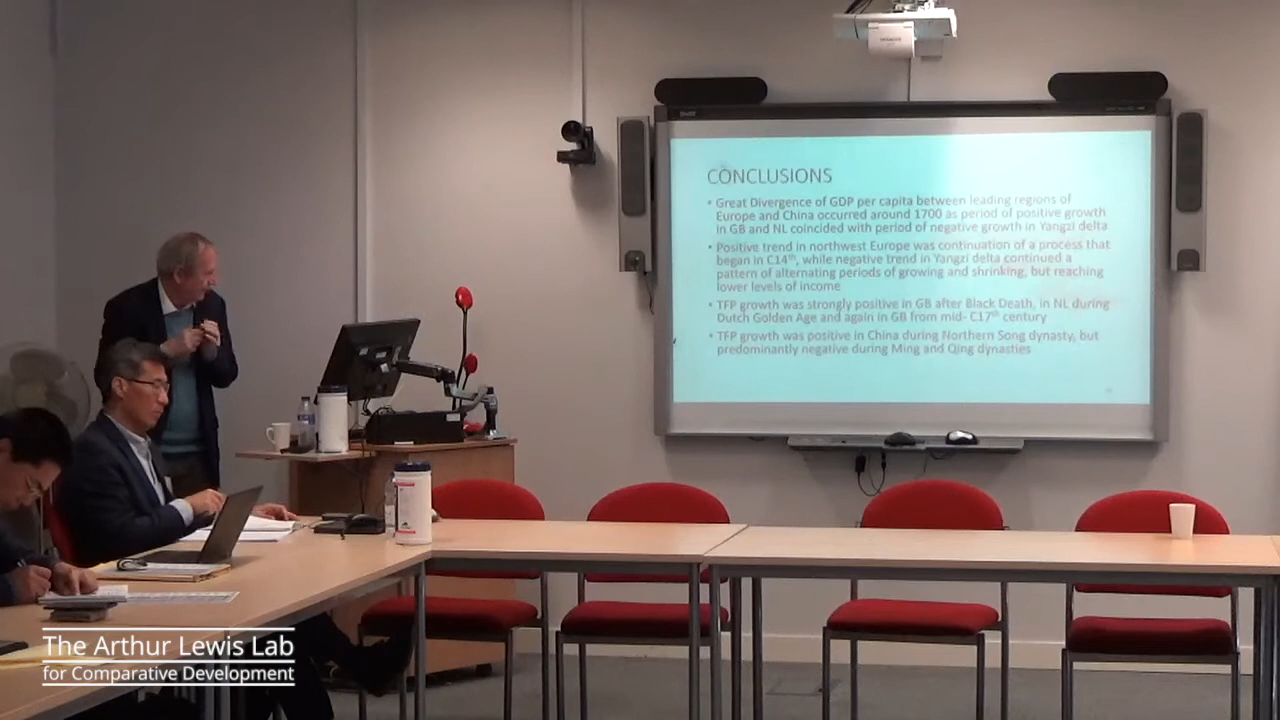 CONCLUSIONS
• Great Divergence of GDP per capita between leading regions of
Europe and China occurred around 1700 as period of positive growth
in GB and NL coincided with period of negative growth in Yangzi delta
• Positive trend in northwest Europe was continuation of a process that
began in C14th, while negative trend in Yangzi delta continued a
pattern of alternating periods of growing and shrinking, but reaching
lower levels of income
• TFP growth was strongly positive in GB after Black Death, in NL during
Dutch Golden Age and again in GB from mid- C17th century
• TFP growth was positive in China during Northern Song dynasty, but
predominantly negative during Ming and Qing dynasties
The Arthur Lewis Lab
for Comparative Development